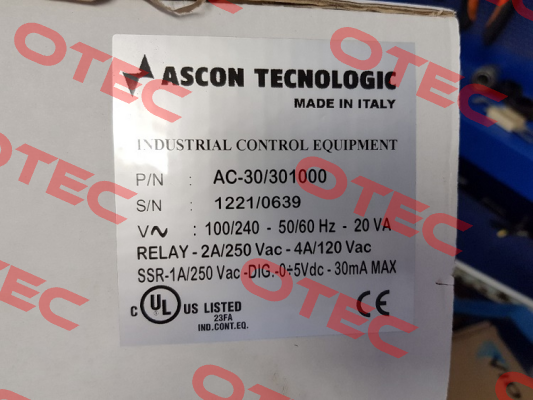 ASCON TECNOLOGIC
MADE IN ITALY
INDUSTRIAL CONTROL EQUIPMENT
P/N : AC-30/301000
S/N : 1221/0639
V∿ : 100/240 - 50/60 Hz - 20 VA
RELAY - 2A/250 Vac - 4A/120 Vac
SSR-1A/250 Vac -DIG.-0÷5Vdc - 30mA MAX
C UL US LISTED CE
23FA
IND.CONT.EQ.
OTEC
OTEC
OTEC
OTEC
OTEC
OTEC
OTEC